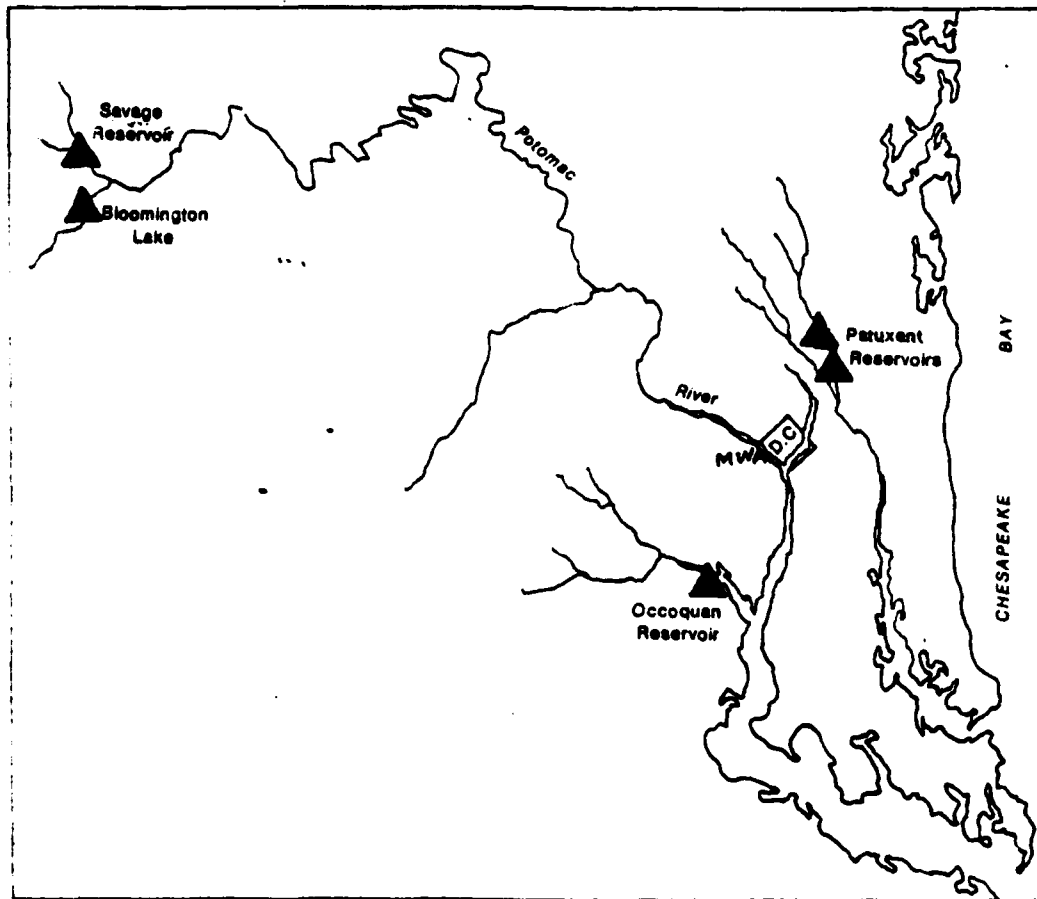 Savage
Reservoir
Bloomington
Lake
Potomac
River
Patuxent
Reservoirs
BAY
CHESAPEAKE
D.C
MWA
Occoquan
Reservoir